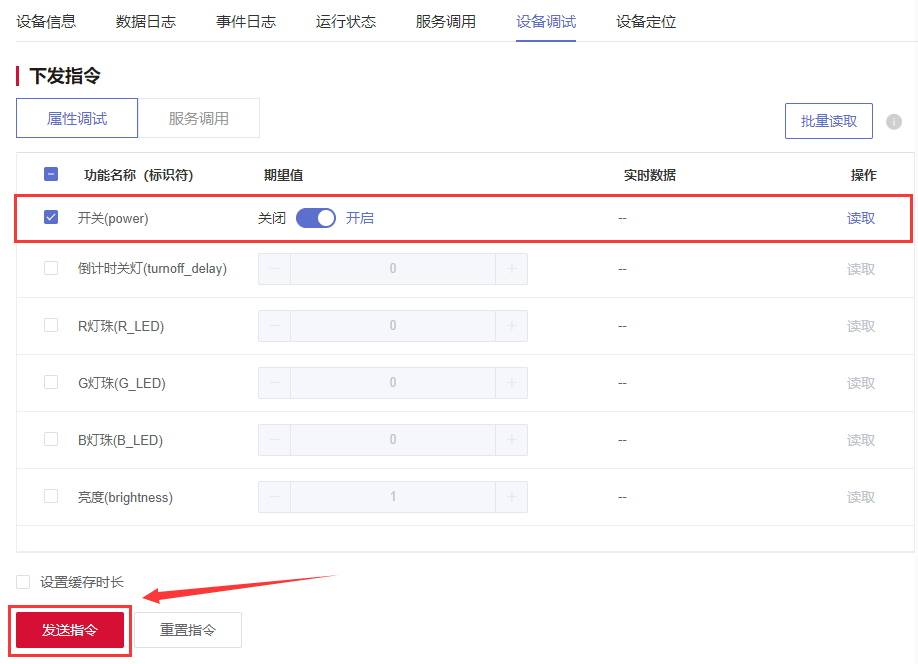 设备信息 数据日志 事件日志 运行状态 服务调用 设备调试 设备定位
下发指令
属性调试 服务调用 批量读取
功能名称（标识符） 期望值 实时数据 操作
开关(power) 关闭 开启 -- 读取
倒计时关灯(turnoff_delay) 0 -- 读取
R灯珠(R_LED) 0 -- 读取
G灯珠(G_LED) 0 -- 读取
B灯珠(B_LED) 0 -- 读取
亮度(brightness) 1 -- 读取
设置缓存时长
发送指令 重置指令